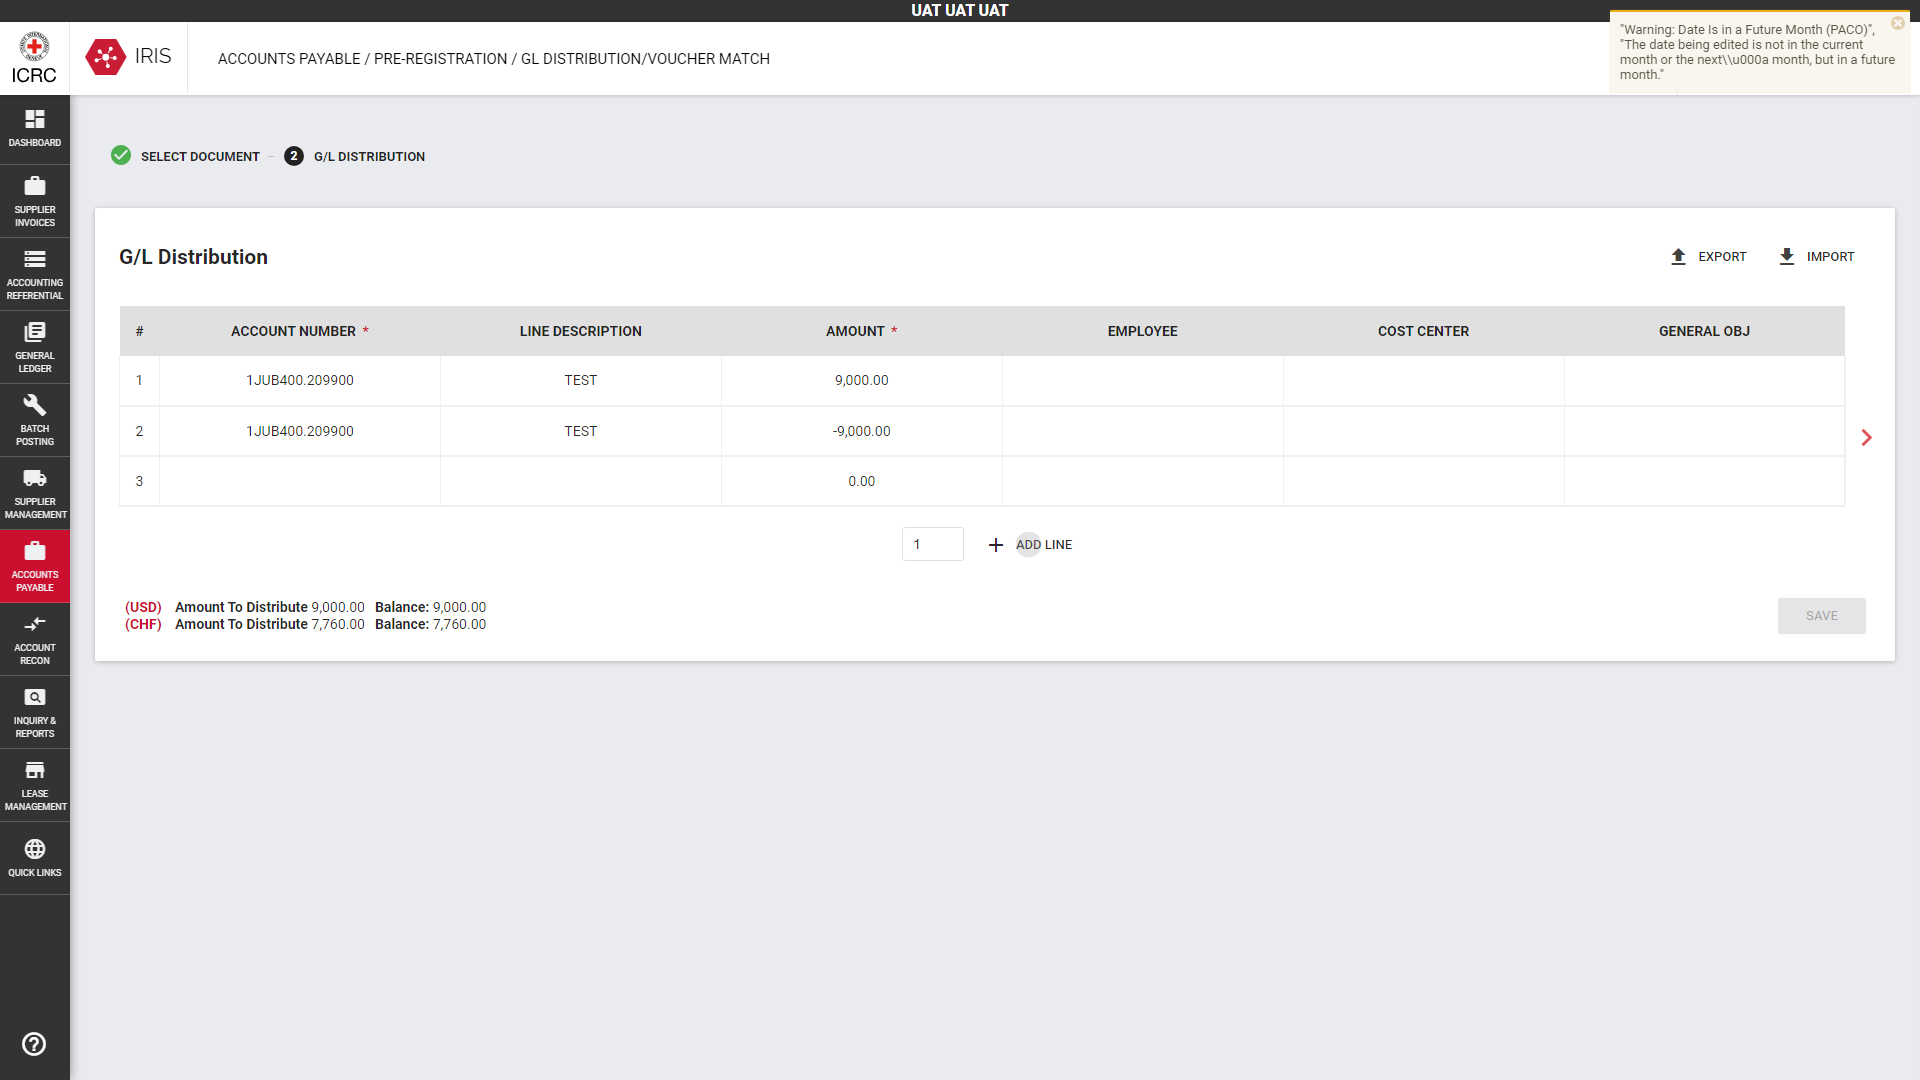 UAT UAT UAT
ICRC
IRIS
ACCOUNTS PAYABLE / PRE-REGISTRATION / GL DISTRIBUTION/VOUCHER MATCH
"Warning: Date Is in a Future Month (PACO)",
"The date being edited is not in the current
month or the next\\u000a month, but in a future
month."
DASHBOARD
SUPPLIER
INVOICES
ACCOUNTING
REFERENTIAL
GENERAL
LEDGER
BATCH
POSTING
SUPPLIER
MANAGEMENT
ACCOUNTS
PAYABLE
ACCOUNT
RECON
INQUIRY &
REPORTS
LEASE
MANAGEMENT
QUICK LINKS
SELECT DOCUMENT – 2 G/L DISTRIBUTION
G/L Distribution
EXPORT IMPORT
# ACCOUNT NUMBER * LINE DESCRIPTION AMOUNT * EMPLOYEE COST CENTER GENERAL OBJ
1 1JUB400.209900 TEST 9,000.00
2 1JUB400.209900 TEST -9,000.00
3 0.00
1 + ADD LINE
(USD) Amount To Distribute 9,000.00 Balance: 9,000.00
(CHF) Amount To Distribute 7,760.00 Balance: 7,760.00
SAVE